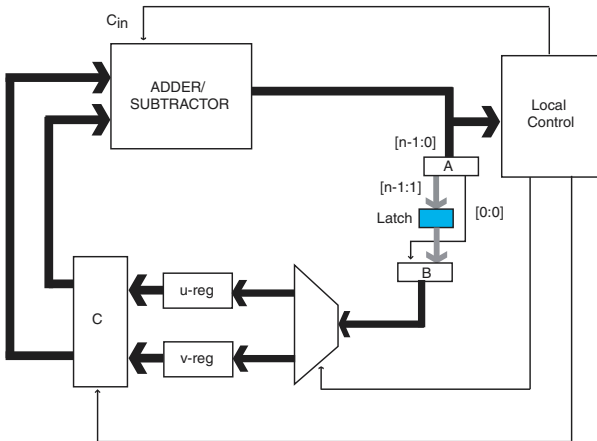 Cin
ADDER/
SUBTRACTOR
Local
Control
[n-1:0]
A
[n-1:1]
Latch
[0:0]
B
u-reg
C
v-reg